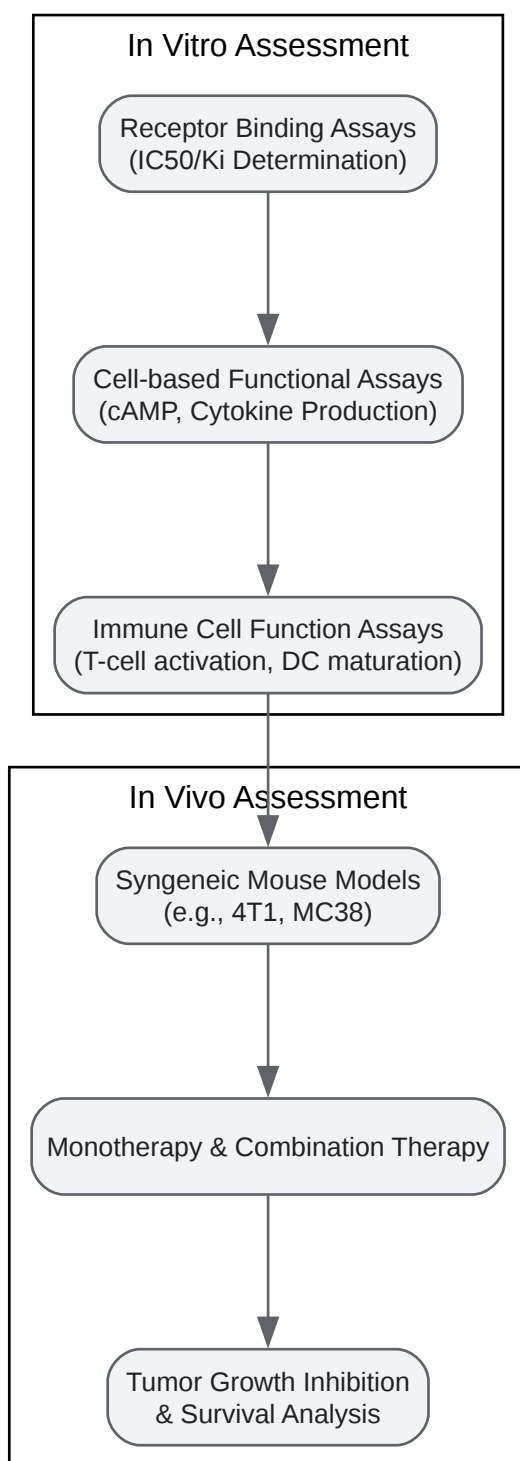 In Vitro Assessment
Receptor Binding Assays
(IC50/Ki Determination)
Cell-based Functional Assays
(cAMP, Cytokine Production)
Immune Cell Function Assays
(T-cell activation, DC maturation)
In Vivo Assessment
Syngeneic Mouse Models
(e.g., 4T1, MC38)
Monotherapy & Combination Therapy
Tumor Growth Inhibition
& Survival Analysis